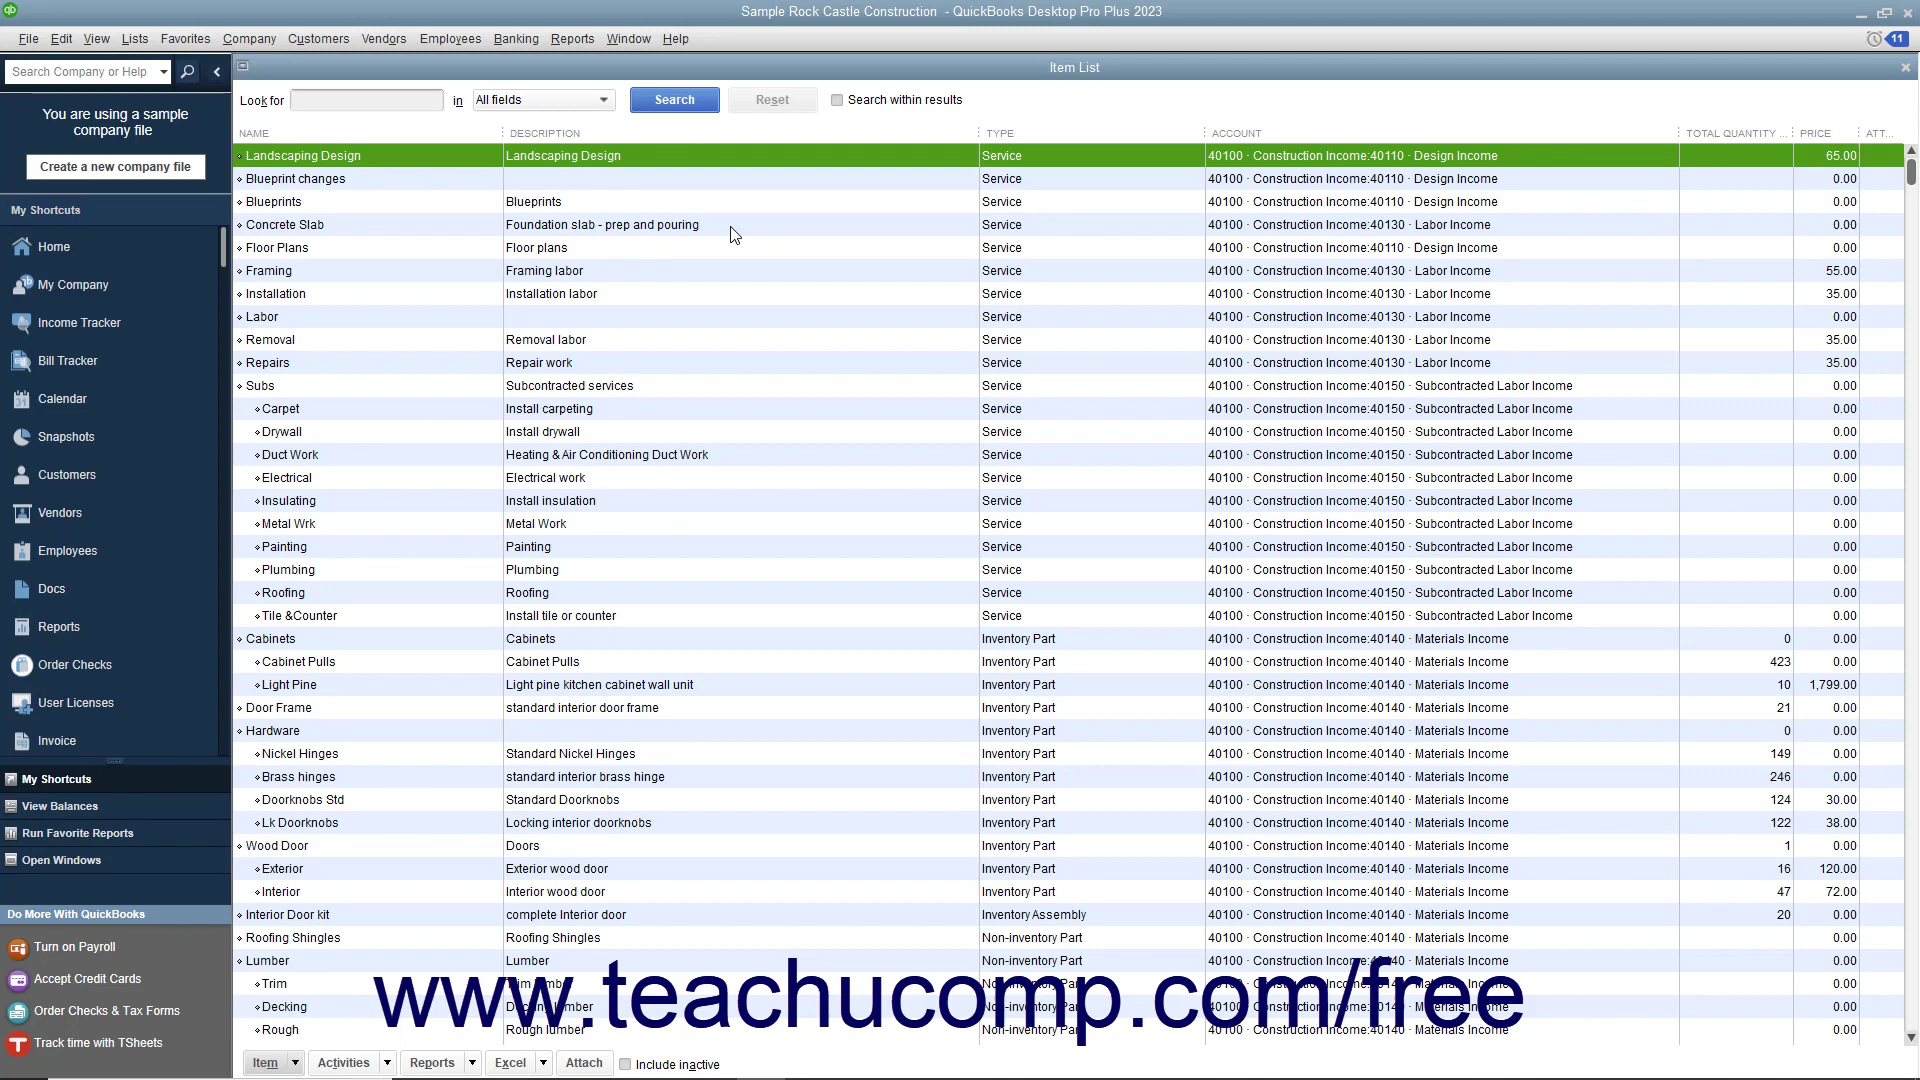 Sample Rock Castle Construction - QuickBooks Desktop Pro Plus 2023
File Edit View Lists Favorites Company Customers Vendors Employees Banking Reports Window Help
11
Search Company or Help
Item List
You are using a sample
company file
Create a new company file
Look for in All fields Search Reset Search within results
My Shortcuts
Home
My Company
Income Tracker
Bill Tracker
Calendar
Snapshots
Customers
Vendors
Employees
Docs
Reports
Order Checks
User Licenses
Invoice
My Shortcuts
View Balances
Run Favorite Reports
Open Windows
Do More With QuickBooks
Turn on Payroll
Accept Credit Cards
Order Checks & Tax Forms
Track time with TSheets
NAME DESCRIPTION TYPE ACCOUNT TOTAL QUANTITY ... PRICE ATT...
Landscaping Design Landscaping Design Service 40100 · Construction Income:40110 · Design Income 65.00
Blueprint changes Service 40100 · Construction Income:40110 · Design Income 0.00
Blueprints Blueprints Service 40100 · Construction Income:40110 · Design Income 0.00
Concrete Slab Foundation slab - prep and pouring Service 40100 · Construction Income:40130 · Labor Income 0.00
Floor Plans Floor plans Service 40100 · Construction Income:40110 · Design Income 0.00
Framing Framing labor Service 40100 · Construction Income:40130 · Labor Income 55.00
Installation Installation labor Service 40100 · Construction Income:40130 · Labor Income 35.00
Labor Service 40100 · Construction Income:40130 · Labor Income 0.00
Removal Removal labor Service 40100 · Construction Income:40130 · Labor Income 35.00
Repairs Repair work Service 40100 · Construction Income:40130 · Labor Income 35.00
Subs Subcontracted services Service 40100 · Construction Income:40150 · Subcontracted Labor Income 0.00
Carpet Install carpeting Service 40100 · Construction Income:40150 · Subcontracted Labor Income 0.00
Drywall Install drywall Service 40100 · Construction Income:40150 · Subcontracted Labor Income 0.00
Duct Work Heating & Air Conditioning Duct Work Service 40100 · Construction Income:40150 · Subcontracted Labor Income 0.00
Electrical Electrical work Service 40100 · Construction Income:40150 · Subcontracted Labor Income 0.00
Insulating Install insulation Service 40100 · Construction Income:40150 · Subcontracted Labor Income 0.00
Metal Wrk Metal Work Service 40100 · Construction Income:40150 · Subcontracted Labor Income 0.00
Painting Painting Service 40100 · Construction Income:40150 · Subcontracted Labor Income 0.00
Plumbing Plumbing Service 40100 · Construction Income:40150 · Subcontracted Labor Income 0.00
Roofing Roofing Service 40100 · Construction Income:40150 · Subcontracted Labor Income 0.00
Tile &Counter Install tile or counter Service 40100 · Construction Income:40150 · Subcontracted Labor Income 0.00
Cabinets Cabinets Inventory Part 40100 · Construction Income:40140 · Materials Income 0 0.00
Cabinet Pulls Cabinet Pulls Inventory Part 40100 · Construction Income:40140 · Materials Income 423 0.00
Light Pine Light pine kitchen cabinet wall unit Inventory Part 40100 · Construction Income:40140 · Materials Income 10 1,799.00
Door Frame standard interior door frame Inventory Part 40100 · Construction Income:40140 · Materials Income 21 0.00
Hardware Inventory Part 40100 · Construction Income:40140 · Materials Income 0 0.00
Nickel Hinges Standard Nickel Hinges Inventory Part 40100 · Construction Income:40140 · Materials Income 149 0.00
Brass hinges standard interior brass hinge Inventory Part 40100 · Construction Income:40140 · Materials Income 246 0.00
Doorknobs Std Standard Doorknobs Inventory Part 40100 · Construction Income:40140 · Materials Income 124 30.00
Lk Doorknobs Locking interior doorknobs Inventory Part 40100 · Construction Income:40140 · Materials Income 122 38.00
Wood Door Doors Inventory Part 40100 · Construction Income:40140 · Materials Income 1 0.00
Exterior Exterior wood door Inventory Part 40100 · Construction Income:40140 · Materials Income 16 120.00
Interior Interior wood door Inventory Part 40100 · Construction Income:40140 · Materials Income 47 72.00
Interior Door kit complete Interior door Inventory Assembly 40100 · Construction Income:40140 · Materials Income 20 0.00
Roofing Shingles Roofing Shingles Non-inventory Part 40100 · Construction Income:40140 · Materials Income 0.00
Lumber Lumber Non-inventory Part 40100 · Construction Income:40140 · Materials Income 0.00
Trim 0.00
Decking 0.00
Rough Rough lumber Non-inventory Part 40100 · Construction Income:40140 · Materials Income 0.00
www.teachucomp.com/free
Item Activities Reports Excel Attach Include inactive